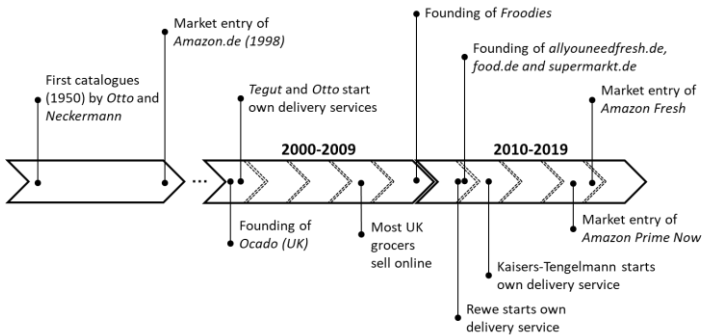 Founding of Froodies
Market entry of
Amazon.de (1998)
Founding of allyouneedfresh.de,
food.de and supermarkt.de
First catalogues
(1950) by Otto and
Neckermann
Tegut and Otto start
own delivery services
Market entry of
Amazon Fresh
2000-2009
2010-2019
...
Founding of
Ocado (UK)
Most UK
grocers
sell online
Market entry of
Amazon Prime Now
Kaisers-Tengelmann starts
own delivery service
Rewe starts own
delivery service